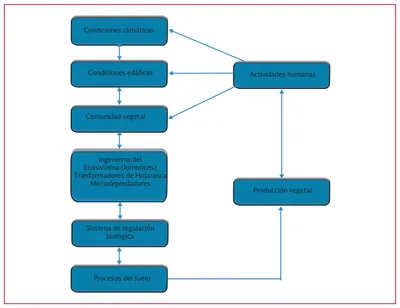 Condiciones climáticas
Condiciones edáficas
Actividades humanas
Comunidad vegetal
Ingenieros del
Ecosistema (lombrices)
Tranformadores de Hojarasca
Microdepredadores
Producción vegetal
Sistema de regulación
biológica
Procesos del suelo